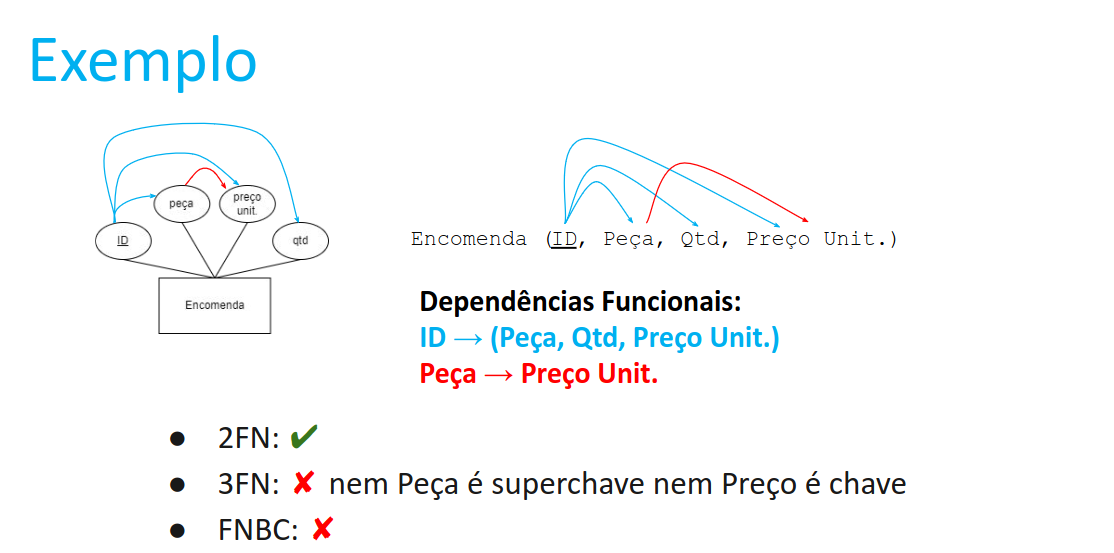 Exemplo
peça
preço
unit.
ID
qtd
Encomenda
Encomenda (ID, Peça, Qtd, Preço Unit.)
Dependências Funcionais:
ID → (Peça, Qtd, Preço Unit.)
Peça → Preço Unit.
● 2FN: ✔
● 3FN: ✘ nem Peça é superchave nem Preço é chave
● FNBC: ✘